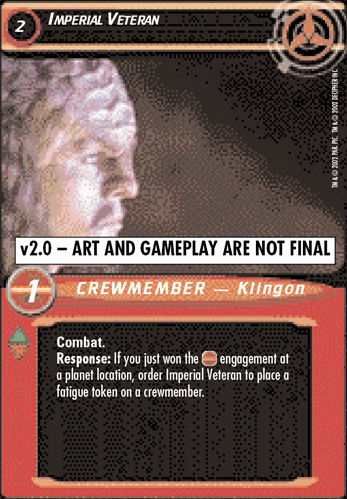 2
IMPERIAL VETERAN
TM & © 2002 PAR. PIC. TM & © 2002 DECIPHER INC.
v2.0 – ART AND GAMEPLAY ARE NOT FINAL
1
CREWMEMBER — Klingon
Combat.
Response: If you just won the engagement at
a planet location, order Imperial Veteran to place a
fatigue token on a crewmember.